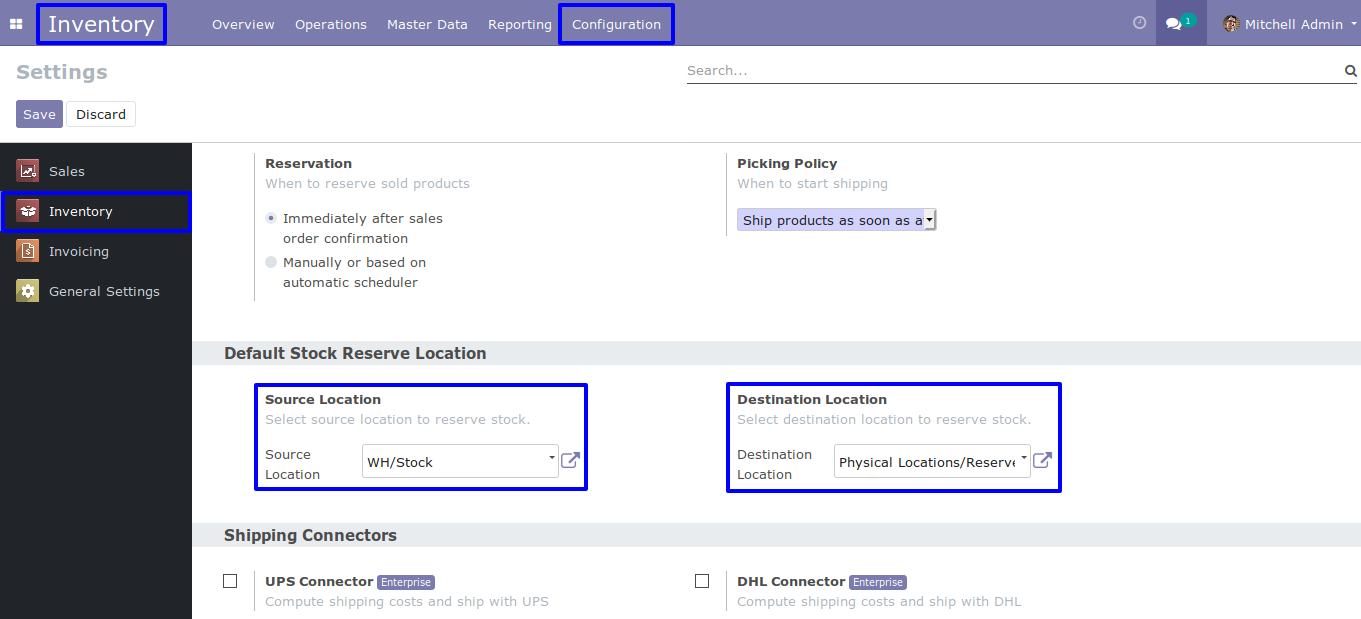 Inventory Overview Operations Master Data Reporting Configuration 1 Mitchell Admin
Settings
Search...
Save Discard
Sales
Inventory
Invoicing
General Settings
Reservation
When to reserve sold products
Immediately after sales
order confirmation
Manually or based on
automatic scheduler
Picking Policy
When to start shipping
Ship products as soon as a
Default Stock Reserve Location
Source Location
Select source location to reserve stock.
Source
Location
WH/Stock
Destination Location
Select destination location to reserve stock.
Destination
Location
Physical Locations/Reserve
Shipping Connectors
UPS Connector Enterprise
Compute shipping costs and ship with UPS
DHL Connector Enterprise
Compute shipping costs and ship with DHL